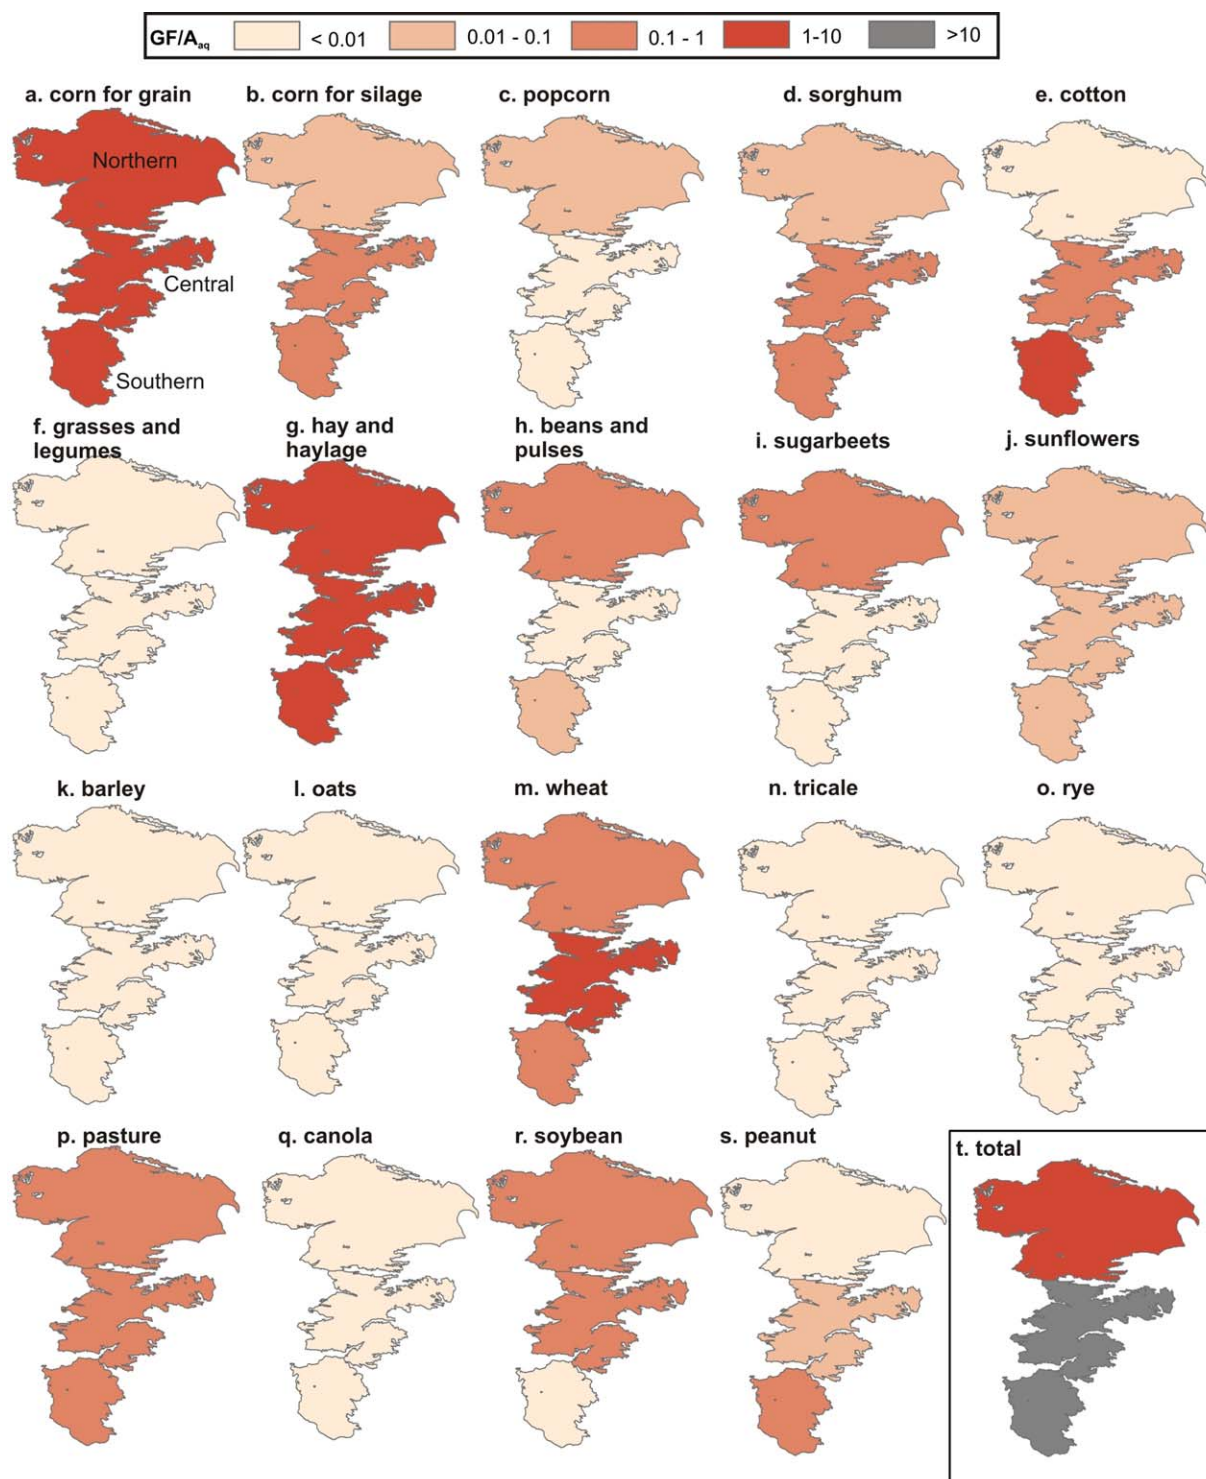 GF/Aaq < 0.01 0.01 - 0.1 0.1 - 1 1-10 >10
a. corn for grain
b. corn for silage
c. popcorn
d. sorghum
e. cotton
Northern
Central
Southern
f. grasses and
legumes
g. hay and
haylage
h. beans and
pulses
i. sugarbeets
j. sunflowers
k. barley
l. oats
m. wheat
n. tricale
o. rye
p. pasture
q. canola
r. soybean
s. peanut
t. total